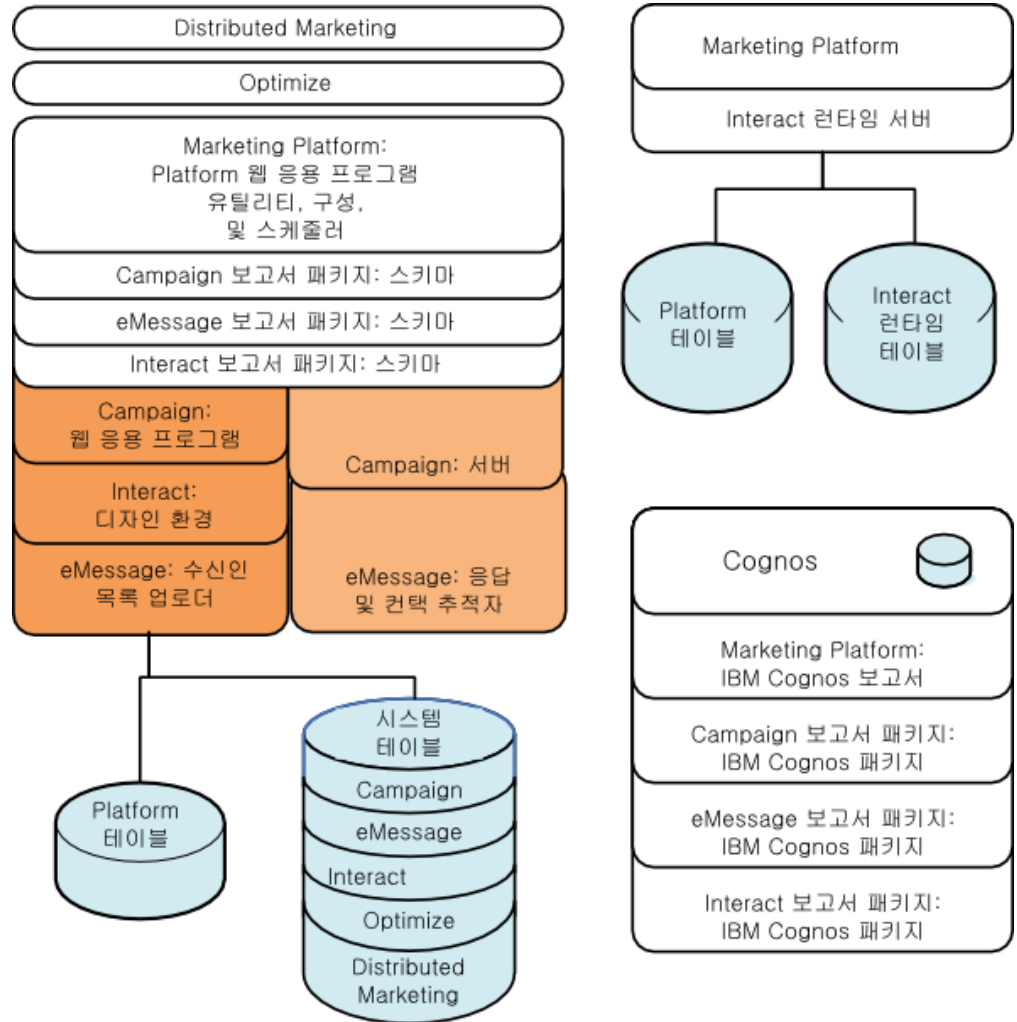 Distributed Marketing
Optimize
Marketing Platform:
Platform 웹 응용 프로그램
유틸리티, 구성,
및 스케줄러
Campaign 보고서 패키지: 스키마
eMessage 보고서 패키지: 스키마
Interact 보고서 패키지: 스키마
Campaign:
웹 응용 프로그램
Interact:
디자인 환경
eMessage: 수신인
목록 업로더
Campaign: 서버
eMessage: 응답
및 컨택 추적자
Platform
테이블
시스템
테이블
Campaign
eMessage
Interact
Optimize
Distributed
Marketing
Marketing Platform
Interact 런타임 서버
Platform
테이블
Interact
런타임
테이블
Cognos
Marketing Platform:
IBM Cognos 보고서
Campaign 보고서 패키지:
IBM Cognos 패키지
eMessage 보고서 패키지:
IBM Cognos 패키지
Interact 보고서 패키지:
IBM Cognos 패키지